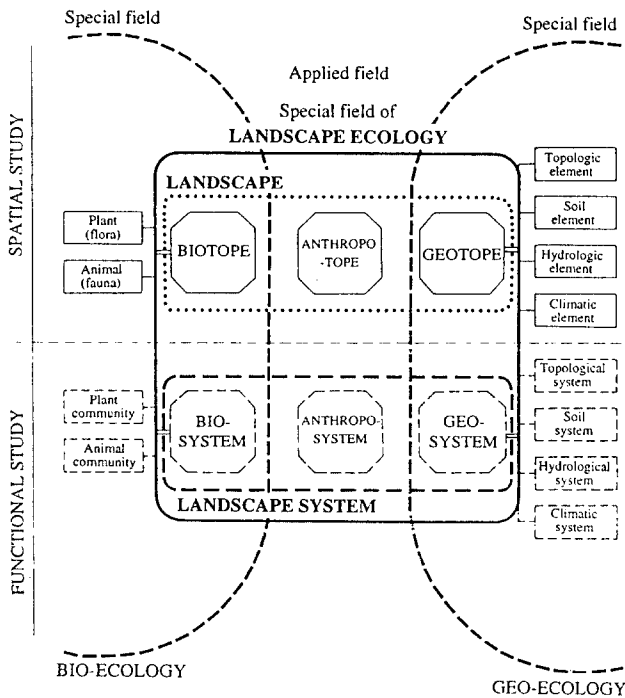 Special field
Special field
Applied field
Special field of
LANDSCAPE ECOLOGY
SPATIAL STUDY
LANDSCAPE
Plant
(flora)
Animal
(fauna)
BIOTOPE
ANTHROPO
-TOPE
GEOTOPE
Topologic
element
Soil
element
Hydrologic
element
Climatic
element
FUNCTIONAL STUDY
Plant
community
Animal
community
BIO-
SYSTEM
ANTHROPO-
SYSTEM
GEO-
SYSTEM
Topological
system
Soil
system
Hydrological
system
Climatic
system
LANDSCAPE SYSTEM
BIO-ECOLOGY
GEO-ECOLOGY